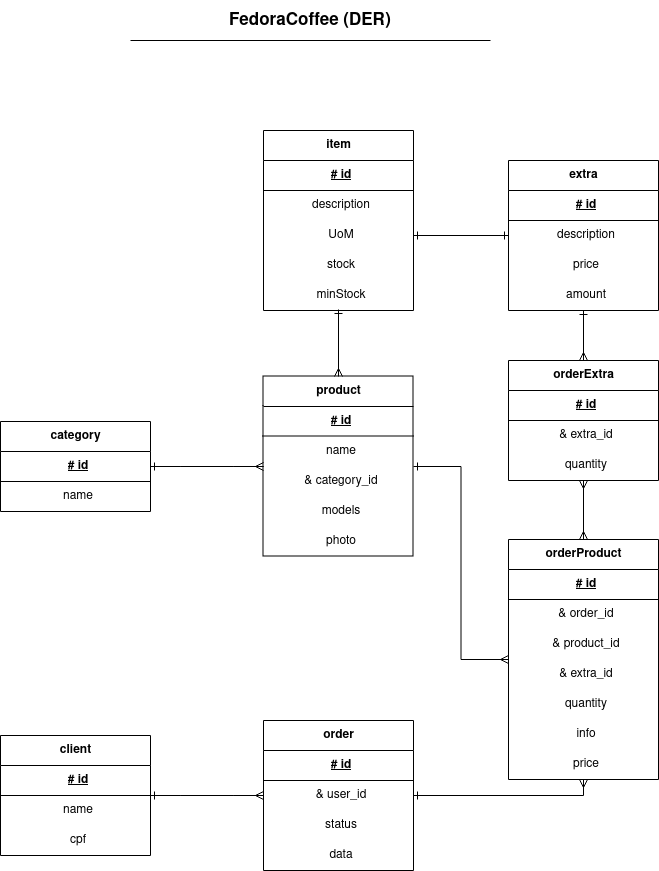 FedoraCoffee (DER)
item
# id
description
UoM
stock
minStock
extra
# id
description
price
amount
product
# id
name
& category_id
models
photo
category
# id
name
orderExtra
# id
& extra_id
quantity
orderProduct
# id
& order_id
& product_id
& extra_id
quantity
info
price
client
# id
name
cpf
order
# id
& user_id
status
data